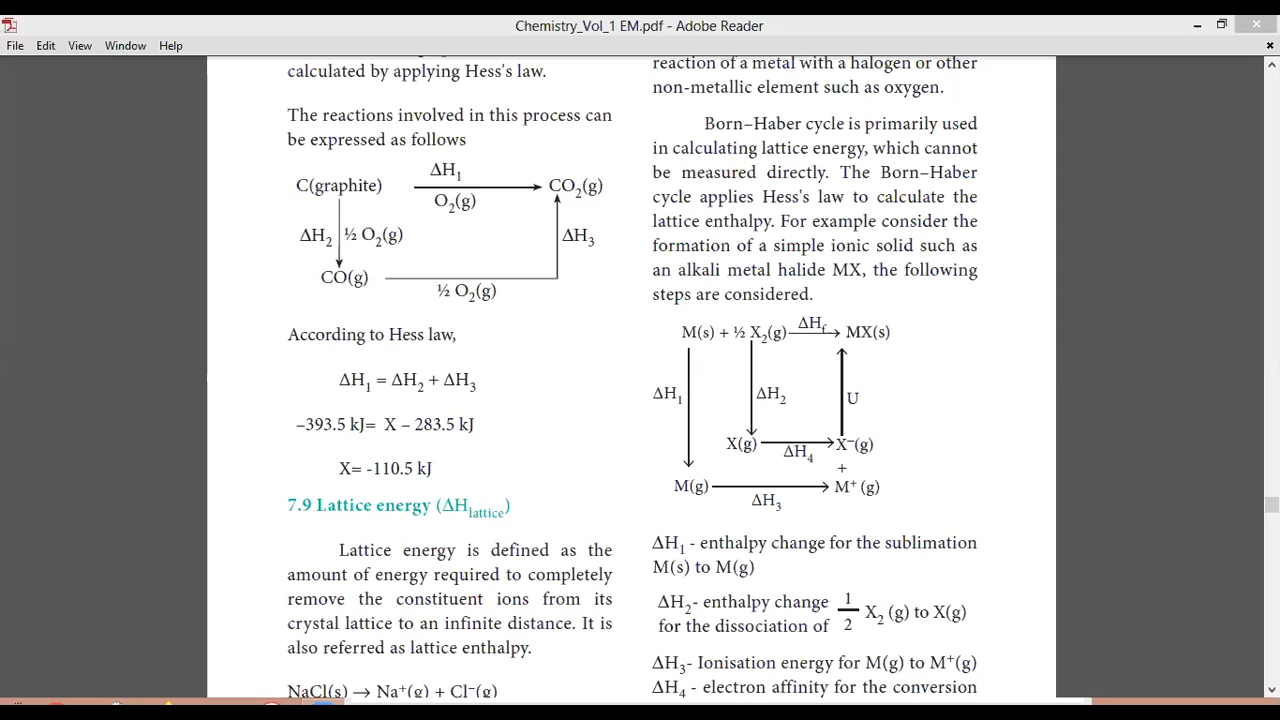 Chemistry_Vol_1 EM.pdf - Adobe Reader
File Edit View Window Help
calculated by applying Hess's law.
The reactions involved in this process can
be expressed as follows
ΔH₁
C(graphite) CO₂(g)
O₂(g)
ΔH₂ ½ O₂(g) ΔH₃
CO(g)
½ O₂(g)
According to Hess law,
ΔH₁ = ΔH₂ + ΔH₃
–393.5 kJ= X – 283.5 kJ
X= -110.5 kJ
7.9 Lattice energy (ΔH lattice)
Lattice energy is defined as the
amount of energy required to completely
remove the constituent ions from its
crystal lattice to an infinite distance. It is
also referred as lattice enthalpy.
NaCl(s) → Na⁺(g) + Cl⁻(g)
reaction of a metal with a halogen or other
non-metallic element such as oxygen.
Born–Haber cycle is primarily used
in calculating lattice energy, which cannot
be measured directly. The Born–Haber
cycle applies Hess's law to calculate the
lattice enthalpy. For example consider the
formation of a simple ionic solid such as
an alkali metal halide MX, the following
steps are considered.
ΔHf
M(s) + ½ X₂(g) → MX(s)
ΔH₁ ΔH₂ U
X(g) → X⁻(g)
ΔH₄
+
M(g) → M⁺ (g)
ΔH₃
ΔH₁ - enthalpy change for the sublimation
M(s) to M(g)
ΔH₂- enthalpy change
for the dissociation of 1/2 X₂ (g) to X(g)
ΔH₃- Ionisation energy for M(g) to M⁺(g)
ΔH₄ - electron affinity for the conversion